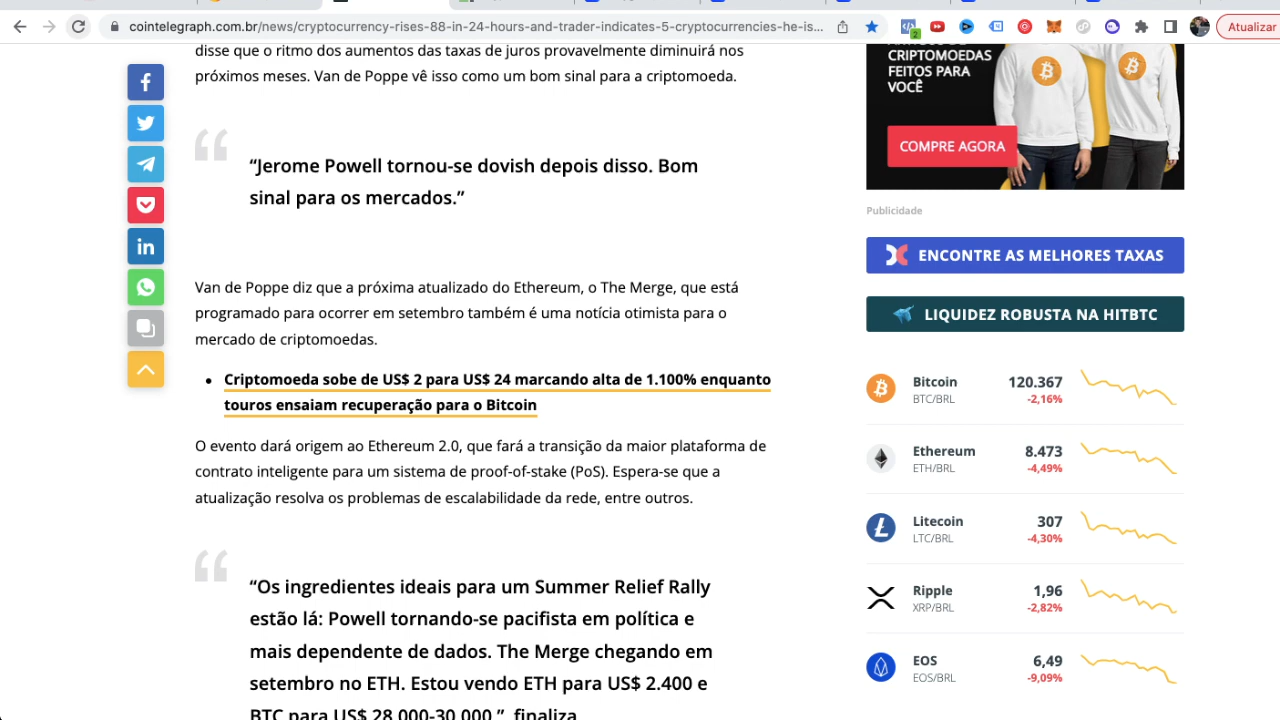 cointelegraph.com.br/news/cryptocurrency-rises-88-in-24-hours-and-trader-indicates-5-cryptocurrencies-he-is...
2
Atualizar
disse que o ritmo dos aumentos das taxas de juros provavelmente diminuirá nos
próximos meses. Van de Poppe vê isso como um bom sinal para a criptomoeda.
“Jerome Powell tornou-se dovish depois disso. Bom
sinal para os mercados.”
Van de Poppe diz que a próxima atualizado do Ethereum, o The Merge, que está
programado para ocorrer em setembro também é uma notícia otimista para o
mercado de criptomoedas.
• Criptomoeda sobe de US$ 2 para US$ 24 marcando alta de 1.100% enquanto
touros ensaiam recuperação para o Bitcoin
O evento dará origem ao Ethereum 2.0, que fará a transição da maior plataforma de
contrato inteligente para um sistema de proof-of-stake (PoS). Espera-se que a
atualização resolva os problemas de escalabilidade da rede, entre outros.
“Os ingredientes ideais para um Summer Relief Rally
estão lá: Powell tornando-se pacifista em política e
mais dependente de dados. The Merge chegando em
setembro no ETH. Estou vendo ETH para US$ 2.400 e
BTC para US$ 28.000-30.000.”, finaliza
CRIPTOMOEDAS
FEITOS PARA
VOCÊ
COMPRE AGORA
Publicidade
ENCONTRE AS MELHORES TAXAS
LIQUIDEZ ROBUSTA NA HITBTC
Bitcoin 120.367
BTC/BRL -2,16%
Ethereum 8.473
ETH/BRL -4,49%
Litecoin 307
LTC/BRL -4,30%
Ripple 1,96
XRP/BRL -2,82%
EOS 6,49
EOS/BRL -9,09%